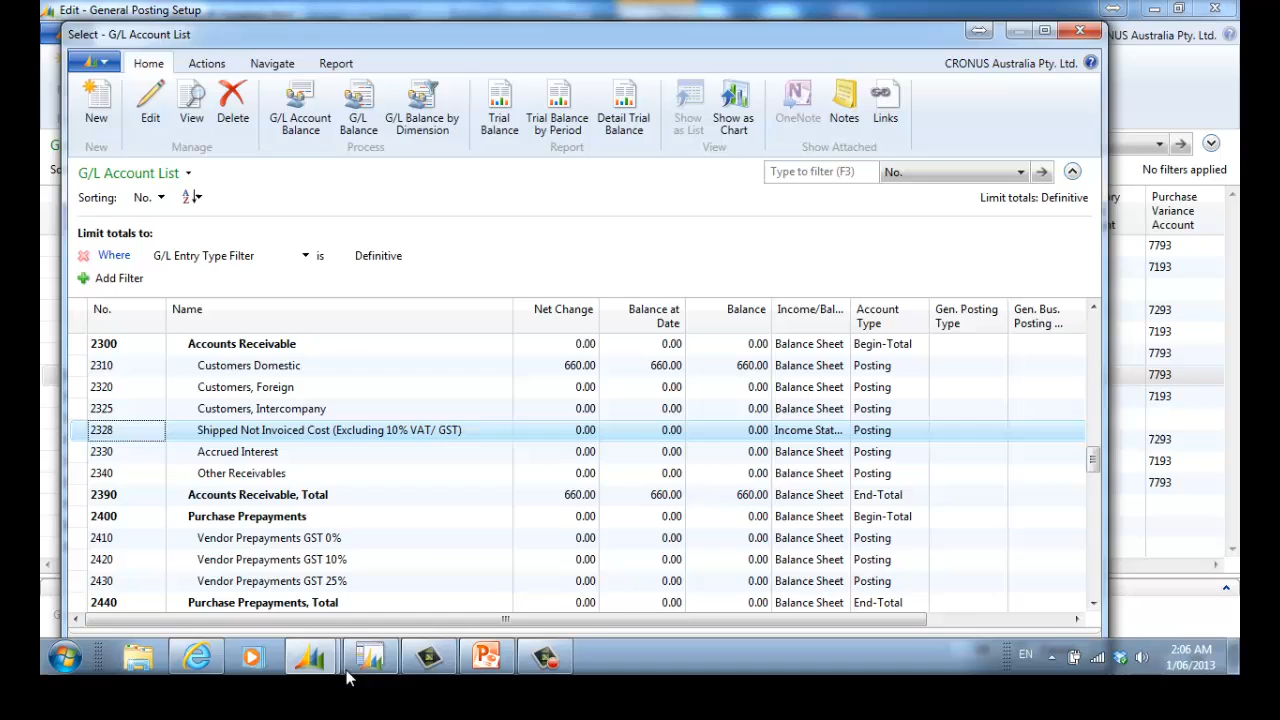 Edit - General Posting Setup
Select - G/L Account List
NUS Australia Pty. Ltd.
Home Actions Navigate Report CRONUS Australia Pty. Ltd.
New Edit View Delete G/L Account Balance G/L Balance G/L Balance by Dimension Trial Balance Trial Balance by Period Detail Trial Balance Show as List Show as Chart OneNote Notes Links
New Manage Process Report View Show Attached
G/L Account List Type to filter (F3) No. No filters applied
Sorting: No. Limit totals: Definitive
Purchase Variance Account
Limit totals to:
Where G/L Entry Type Filter is Definitive
Add Filter
No. Name Net Change Balance at Date Balance Income/Bal... Account Type Gen. Posting Type Gen. Bus. Posting ...
2300 Accounts Receivable 0.00 0.00 0.00 Balance Sheet Begin-Total
2310 Customers Domestic 660.00 660.00 660.00 Balance Sheet Posting
2320 Customers, Foreign 0.00 0.00 0.00 Balance Sheet Posting
2325 Customers, Intercompany 0.00 0.00 0.00 Balance Sheet Posting
2328 Shipped Not Invoiced Cost (Excluding 10% VAT/ GST) 0.00 0.00 0.00 Income Stat... Posting
2330 Accrued Interest 0.00 0.00 0.00 Balance Sheet Posting
2340 Other Receivables 0.00 0.00 0.00 Balance Sheet Posting
2390 Accounts Receivable, Total 660.00 660.00 660.00 Balance Sheet End-Total
2400 Purchase Prepayments 0.00 0.00 0.00 Balance Sheet Begin-Total
2410 Vendor Prepayments GST 0% 0.00 0.00 0.00 Balance Sheet Posting
2420 Vendor Prepayments GST 10% 0.00 0.00 0.00 Balance Sheet Posting
2430 Vendor Prepayments GST 25% 0.00 0.00 0.00 Balance Sheet Posting
2440 Purchase Prepayments, Total 0.00 0.00 0.00 Balance Sheet End-Total
7793
7193
7293
7193
7793
7793
7193
7293
7193
7793
EN 2:06 AM
1/06/2013